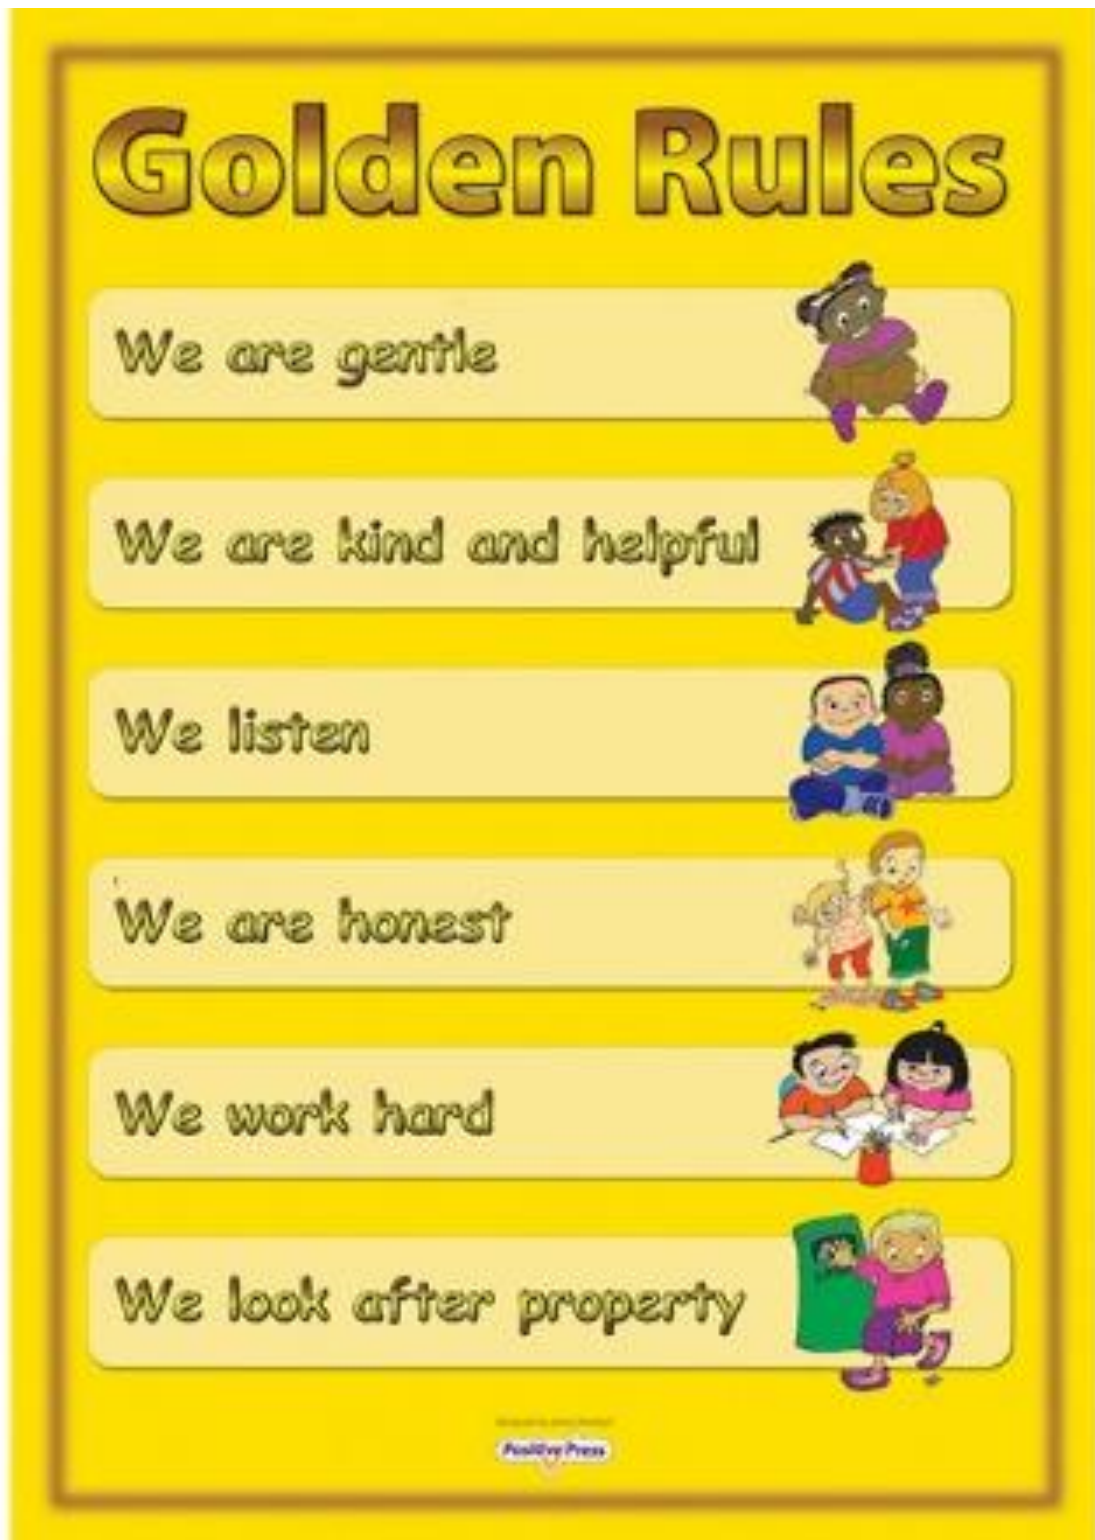 Golden Rules
We are gentle
We are kind and helpful
We listen
We are honest
We work hard
We look after property
Positive Press